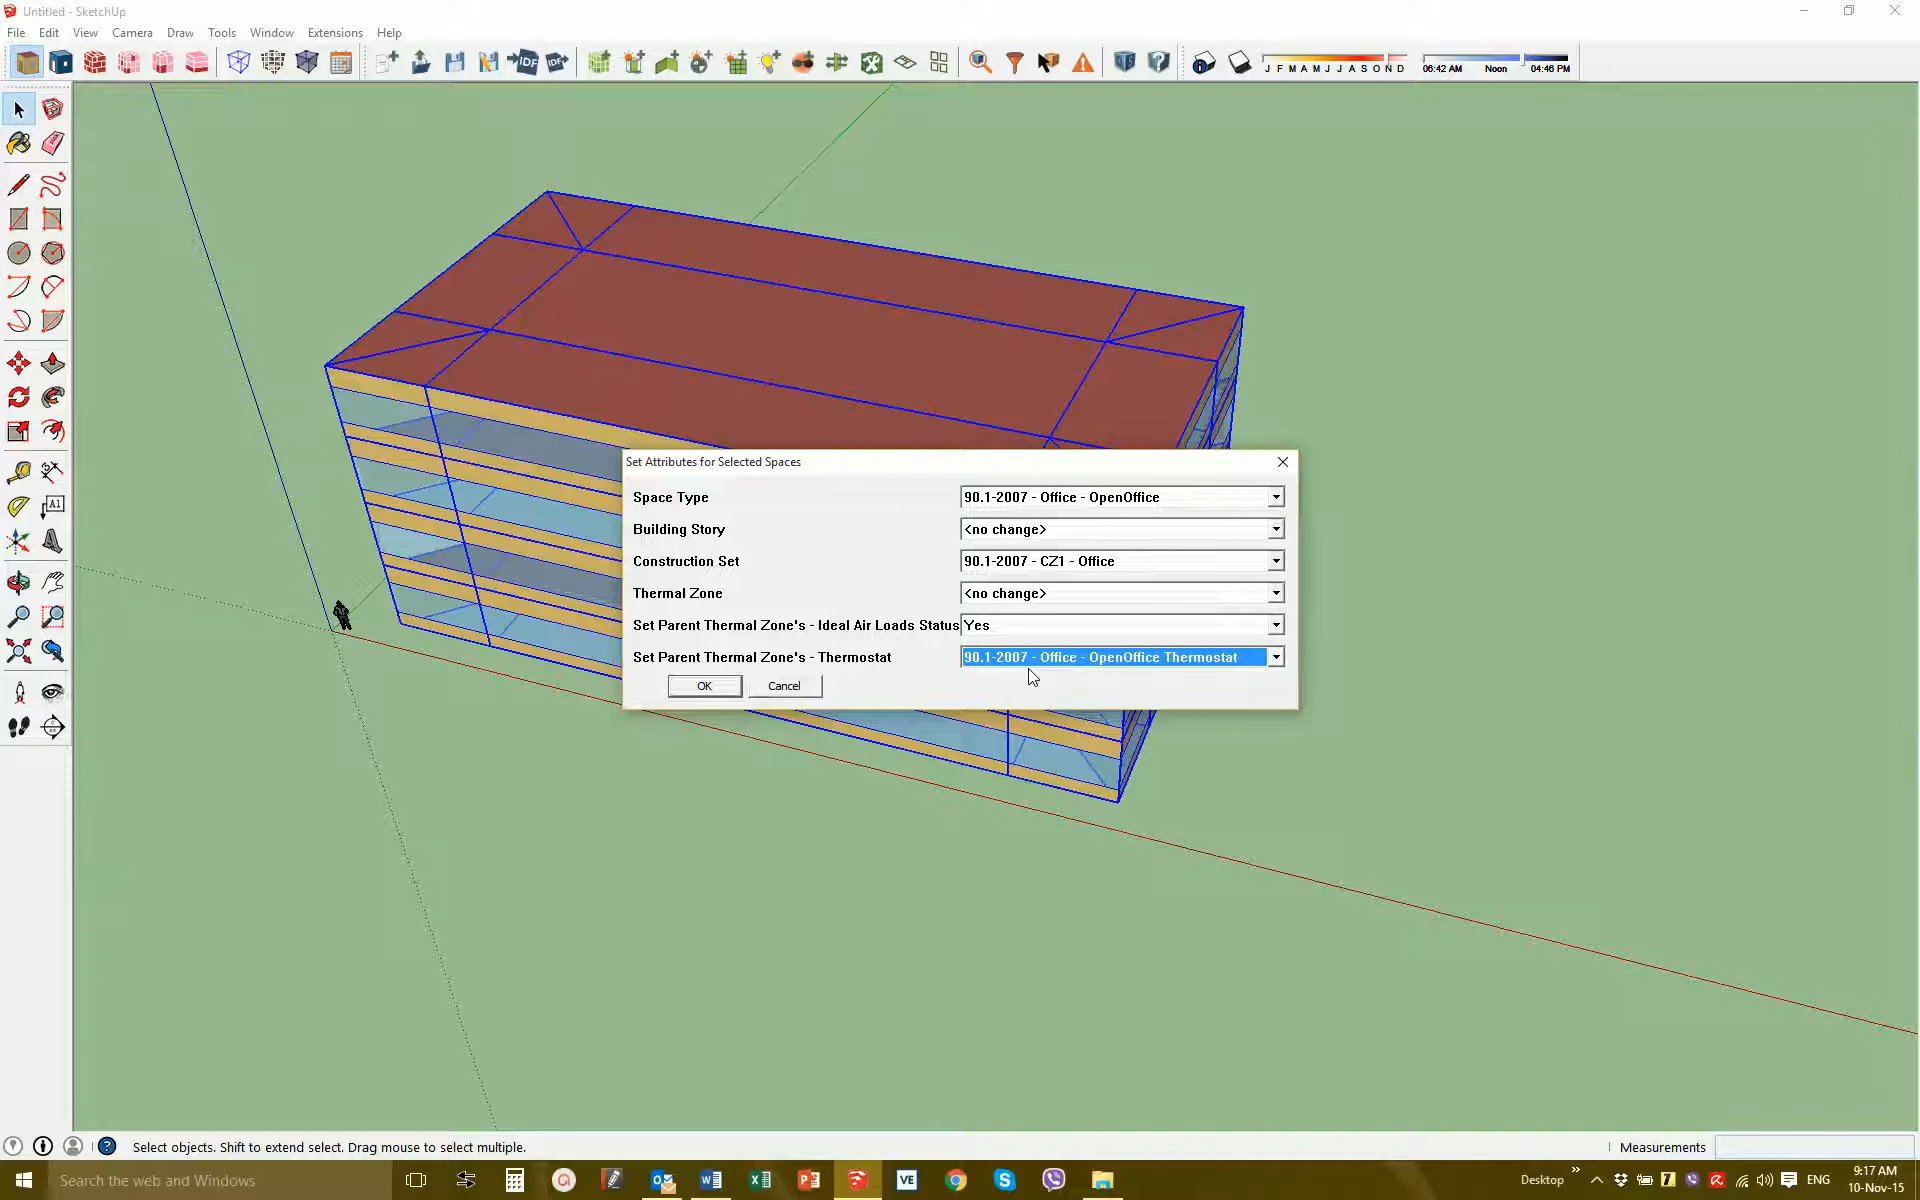 Untitled - SketchUp
File Edit View Camera Draw Tools Window Extensions Help
IDF IDF
J F M A M J J A S O N D 06:42 AM Noon 04:46 PM
A1
Set Attributes for Selected Spaces
Space Type 90.1-2007 - Office - OpenOffice
Building Story <no change>
Construction Set 90.1-2007 - CZ1 - Office
Thermal Zone <no change>
Set Parent Thermal Zone's - Ideal Air Loads Status Yes
Set Parent Thermal Zone's - Thermostat 90.1-2007 - Office - OpenOffice Thermostat
OK Cancel
Select objects. Shift to extend select. Drag mouse to select multiple. Measurements
Search the web and Windows
VE
Desktop ENG
9:17 AM
10-Nov-15